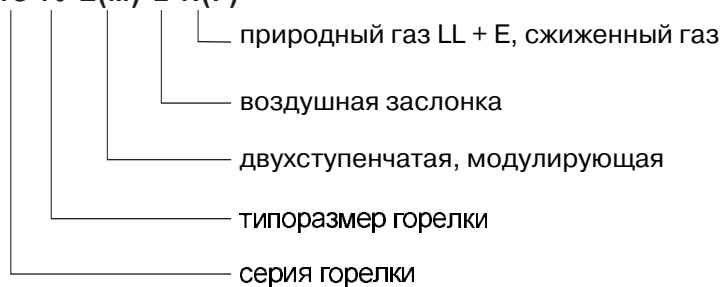 природный газ LL + E, сжиженный газ
воздушная заслонка
двухступенчатая, модулирующая
типоразмер горелки
серия горелки